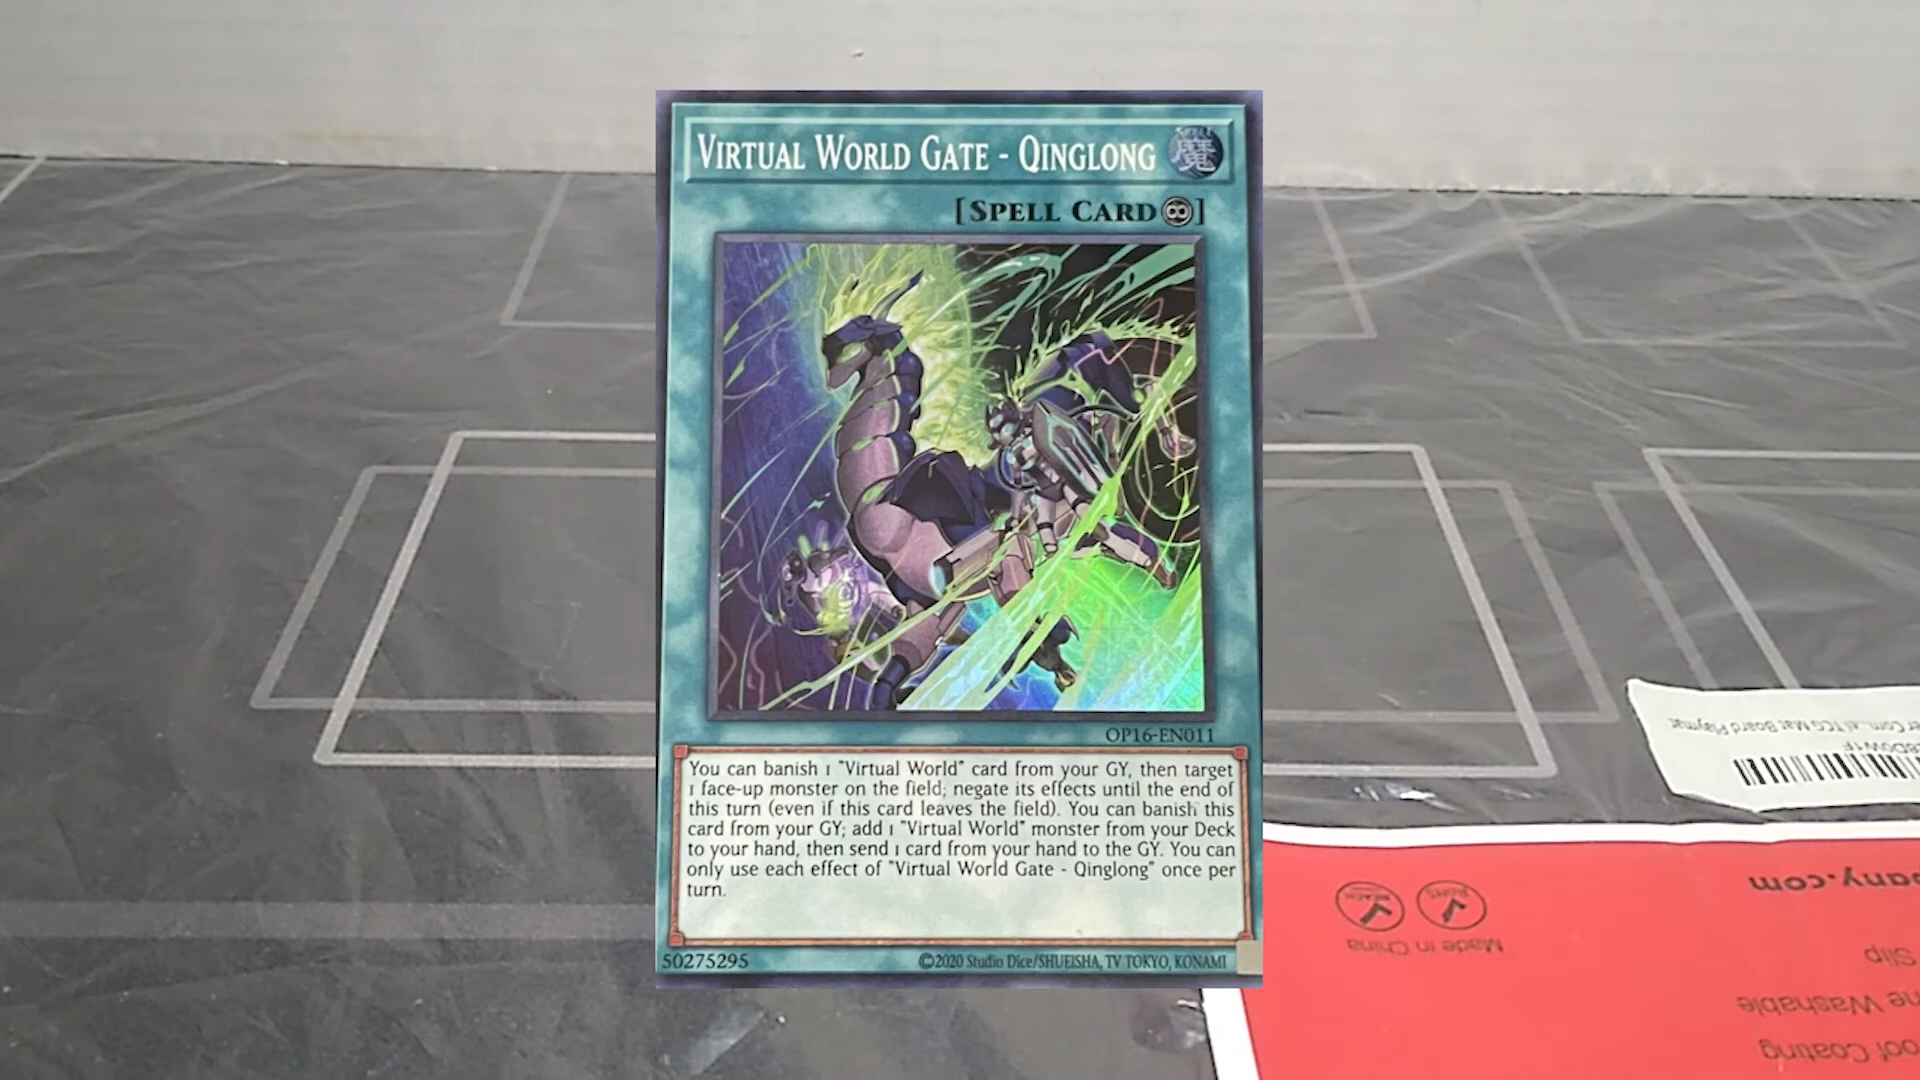 VIRTUAL WORLD GATE - QINGLONG
魔
[SPELL CARD]
OP16-EN011
You can banish 1 "Virtual World" card from your GY, then target
1 face-up monster on the field; negate its effects until the end of
this turn (even if this card leaves the field). You can banish this
card from your GY; add 1 "Virtual World" monster from your Deck
to your hand, then send 1 card from your hand to the GY. You can
only use each effect of "Virtual World Gate - Qinglong" once per
turn.
50275295
©2020 Studio Dice/SHUEISHA, TV TOKYO, KONAMI
TCG Mat Board Playmat
pany.com
Made in China
Slip
ne Washable
oof Coating